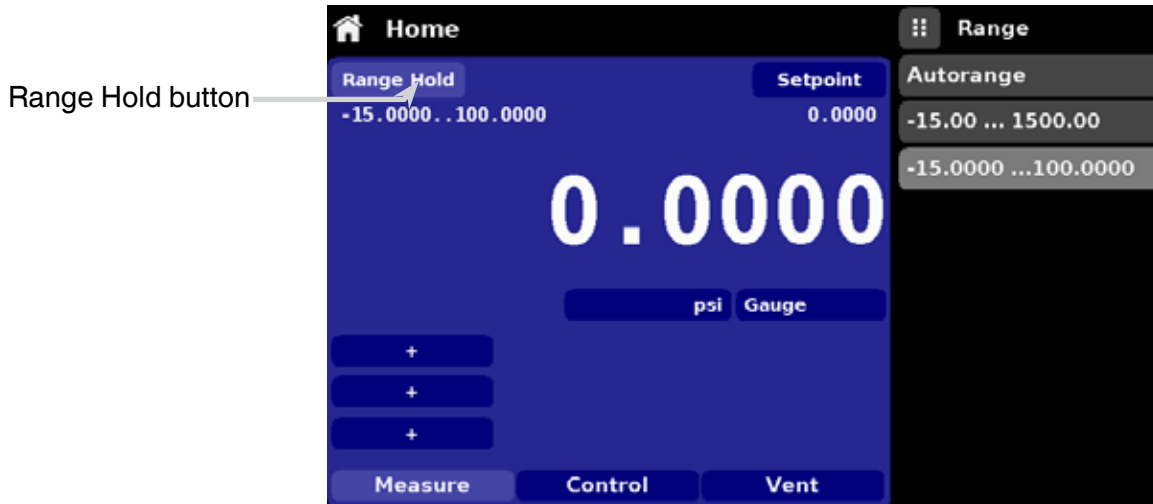 Range Hold button
Home
Range Hold
Setpoint
-15.0000..100.0000
0.0000
0.0000
psi
Gauge
+
+
+
Measure
Control
Vent
Range
Autorange
-15.00 ... 1500.00
-15.0000 ...100.0000